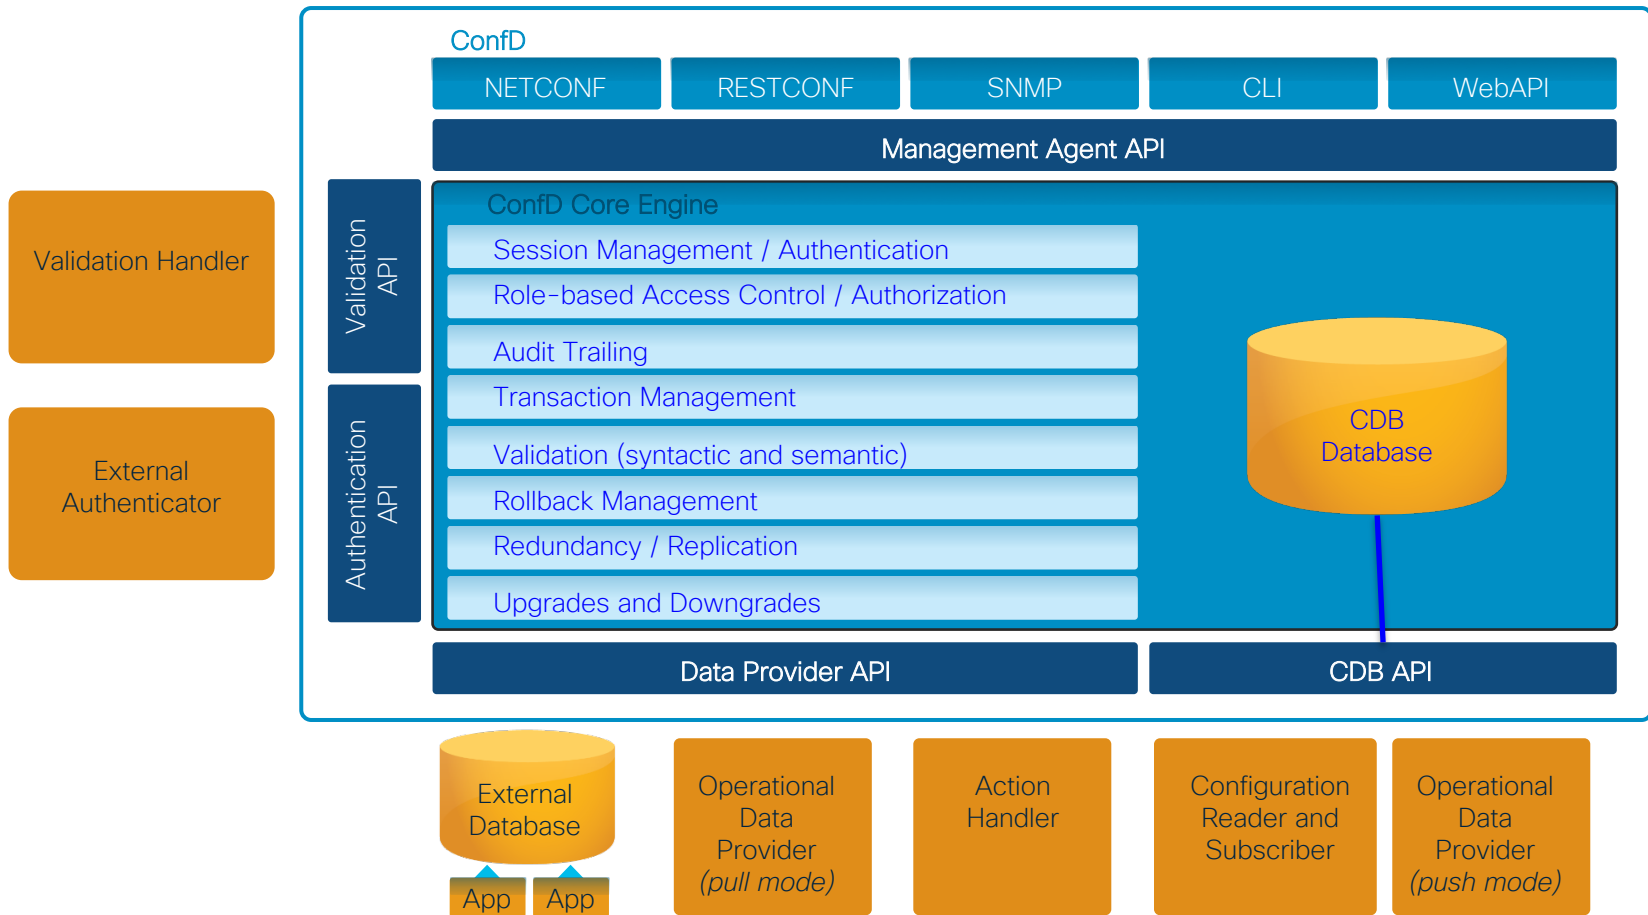 ConfD
NETCONF
RESTCONF
SNMP
CLI
WebAPI
Management Agent API
Validation Handler
External
Authenticator
Validation
API
Authentication
API
ConfD Core Engine
Session Management / Authentication
Role-based Access Control / Authorization
Audit Trailing
Transaction Management
Validation (syntactic and semantic)
Rollback Management
Redundancy / Replication
Upgrades and Downgrades
CDB
Database
Data Provider API
CDB API
External
Database
App
App
Operational
Data
Provider
(pull mode)
Action
Handler
Configuration
Reader and
Subscriber
Operational
Data
Provider
(push mode)